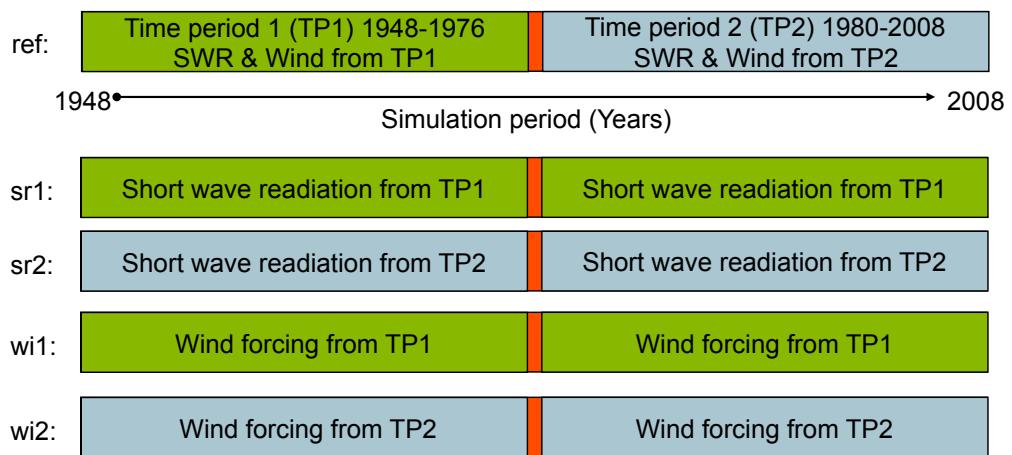 ref:
Time period 1 (TP1) 1948-1976
SWR & Wind from TP1
Time period 2 (TP2) 1980-2008
SWR & Wind from TP2
1948
2008
Simulation period (Years)
sr1:
Short wave readiation from TP1
Short wave readiation from TP1
sr2:
Short wave readiation from TP2
Short wave readiation from TP2
wi1:
Wind forcing from TP1
Wind forcing from TP1
wi2:
Wind forcing from TP2
Wind forcing from TP2